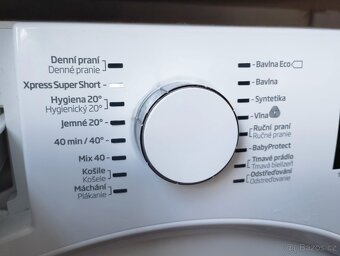 Denní praní
Denné pranie
Xpress Super Short
Hygiena 20°
Hygienický 20°
Jemné 20°
40 min / 40°
Mix 40
Košile
Košele
Máchání
Plákanie
Bavlna Eco
Bavlna
Syntetika
Vlna
Ruční praní
Ručné pranie
BabyProtect
Tmavé prádlo
Tmavá bielizeň
Odstřeďování
Odstreďovanie